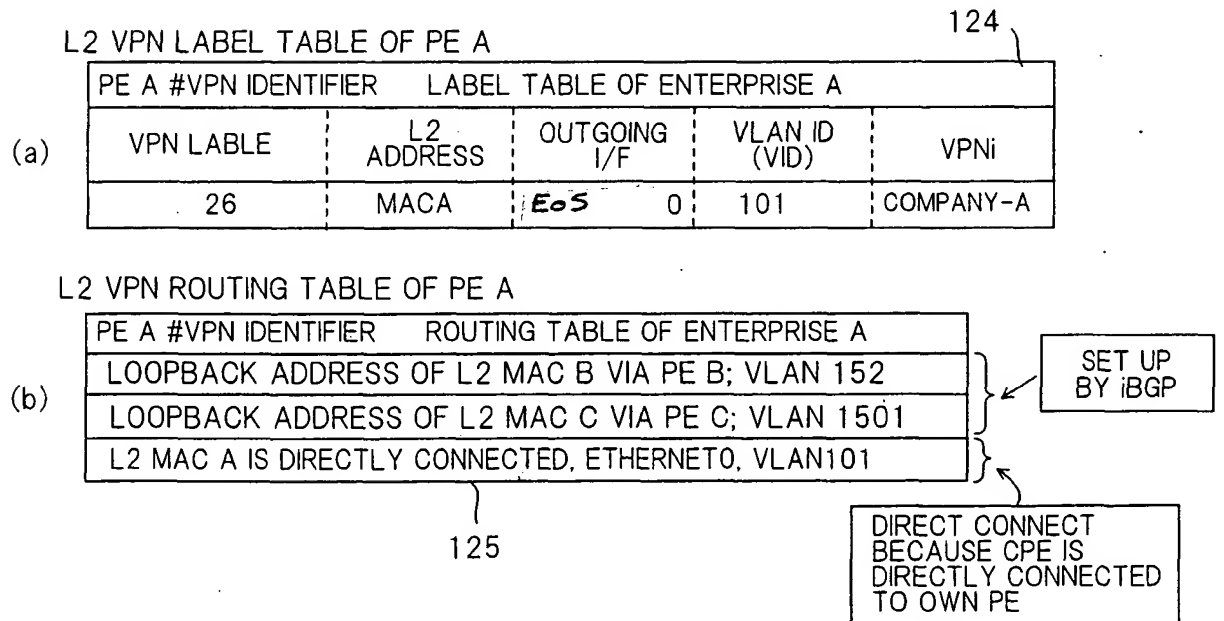 124
L2 VPN LABEL TABLE OF PE A
PE A #VPN IDENTIFIER LABEL TABLE OF ENTERPRISE A
(a)
VPN LABLE
L2 ADDRESS
OUTGOING I/F
VLAN ID (VID)
VPNi
26 MACA EoS 0 101 COMPANY-A
L2 VPN ROUTING TABLE OF PE A
PE A #VPN IDENTIFIER ROUTING TABLE OF ENTERPRISE A
(b)
LOOPBACK ADDRESS OF L2 MAC B VIA PE B; VLAN 152
LOOPBACK ADDRESS OF L2 MAC C VIA PE C; VLAN 1501
L2 MAC A IS DIRECTLY CONNECTED, ETHERNET0, VLAN101
SET UP
BY iBGP
125
DIRECT CONNECT
BECAUSE CPE IS
DIRECTLY CONNECTED
TO OWN PE